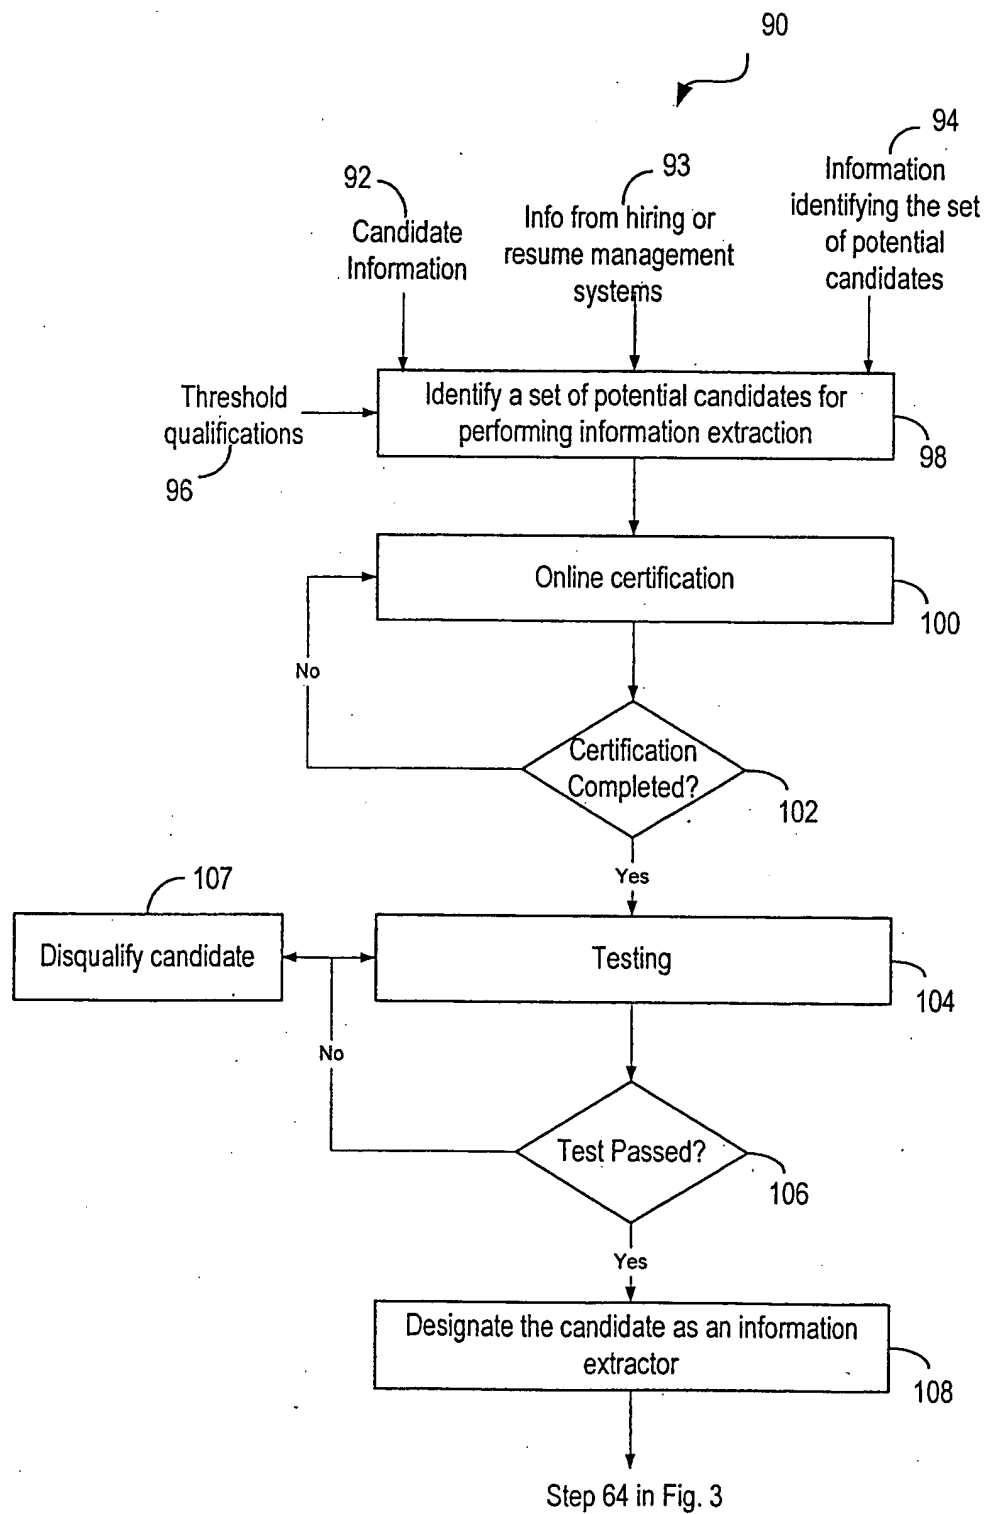 90
94
Information
identifying the set
of potential
candidates
93
Info from hiring or
resume management
systems
92
Candidate
Information
Threshold
qualifications
96
Identify a set of potential candidates for
performing information extraction
98
Online certification
100
No
Certification
Completed?
102
Yes
107
Disqualify candidate
Testing
104
No
Test Passed?
106
Yes
Designate the candidate as an information
extractor
108
Step 64 in Fig. 3